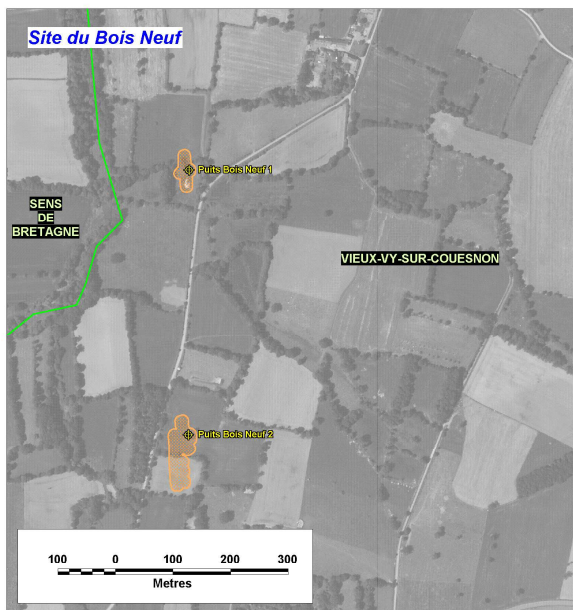 Site du Bois Neuf
Puits Bois Neuf 1
SENS
DE
BRETAGNE
VIEUX-VY-SUR-COUESNON
Puits Bois Neuf 2
100 0 100 200 300
Metres